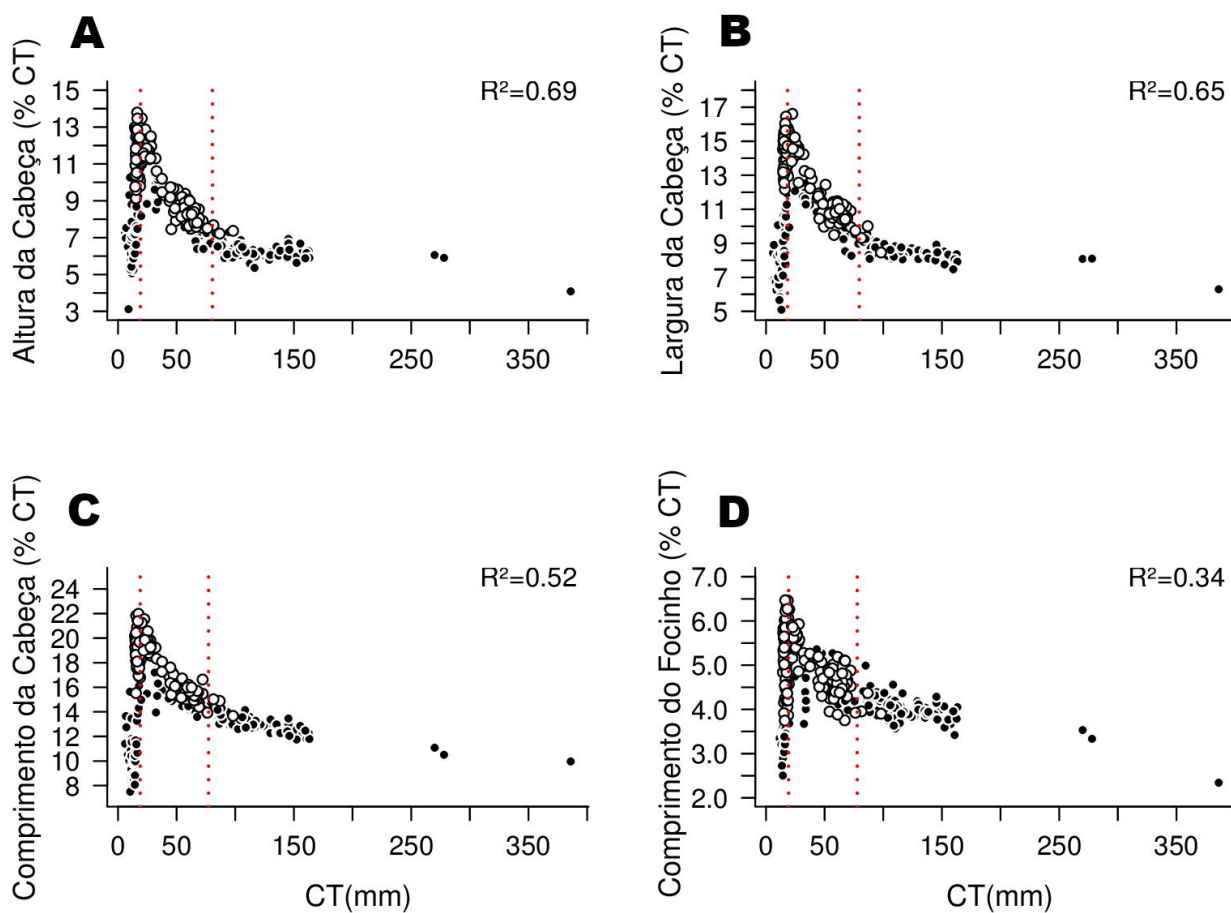 A
Altura da Cabeça (% CT)
R²=0.69
15
13
11
9
7
5
3
0 50 150 250 350
B
Largura da Cabeça (% CT)
R²=0.65
17
15
13
11
9
7
5
0 50 150 250 350
C
Comprimento da Cabeça (% CT)
R²=0.52
24
22
20
18
16
14
12
10
8
0 50 150 250 350
CT(mm)
D
Comprimento do Focinho (% CT)
R²=0.34
7.0
6.0
5.0
4.0
3.0
2.0
0 50 150 250 350
CT(mm)